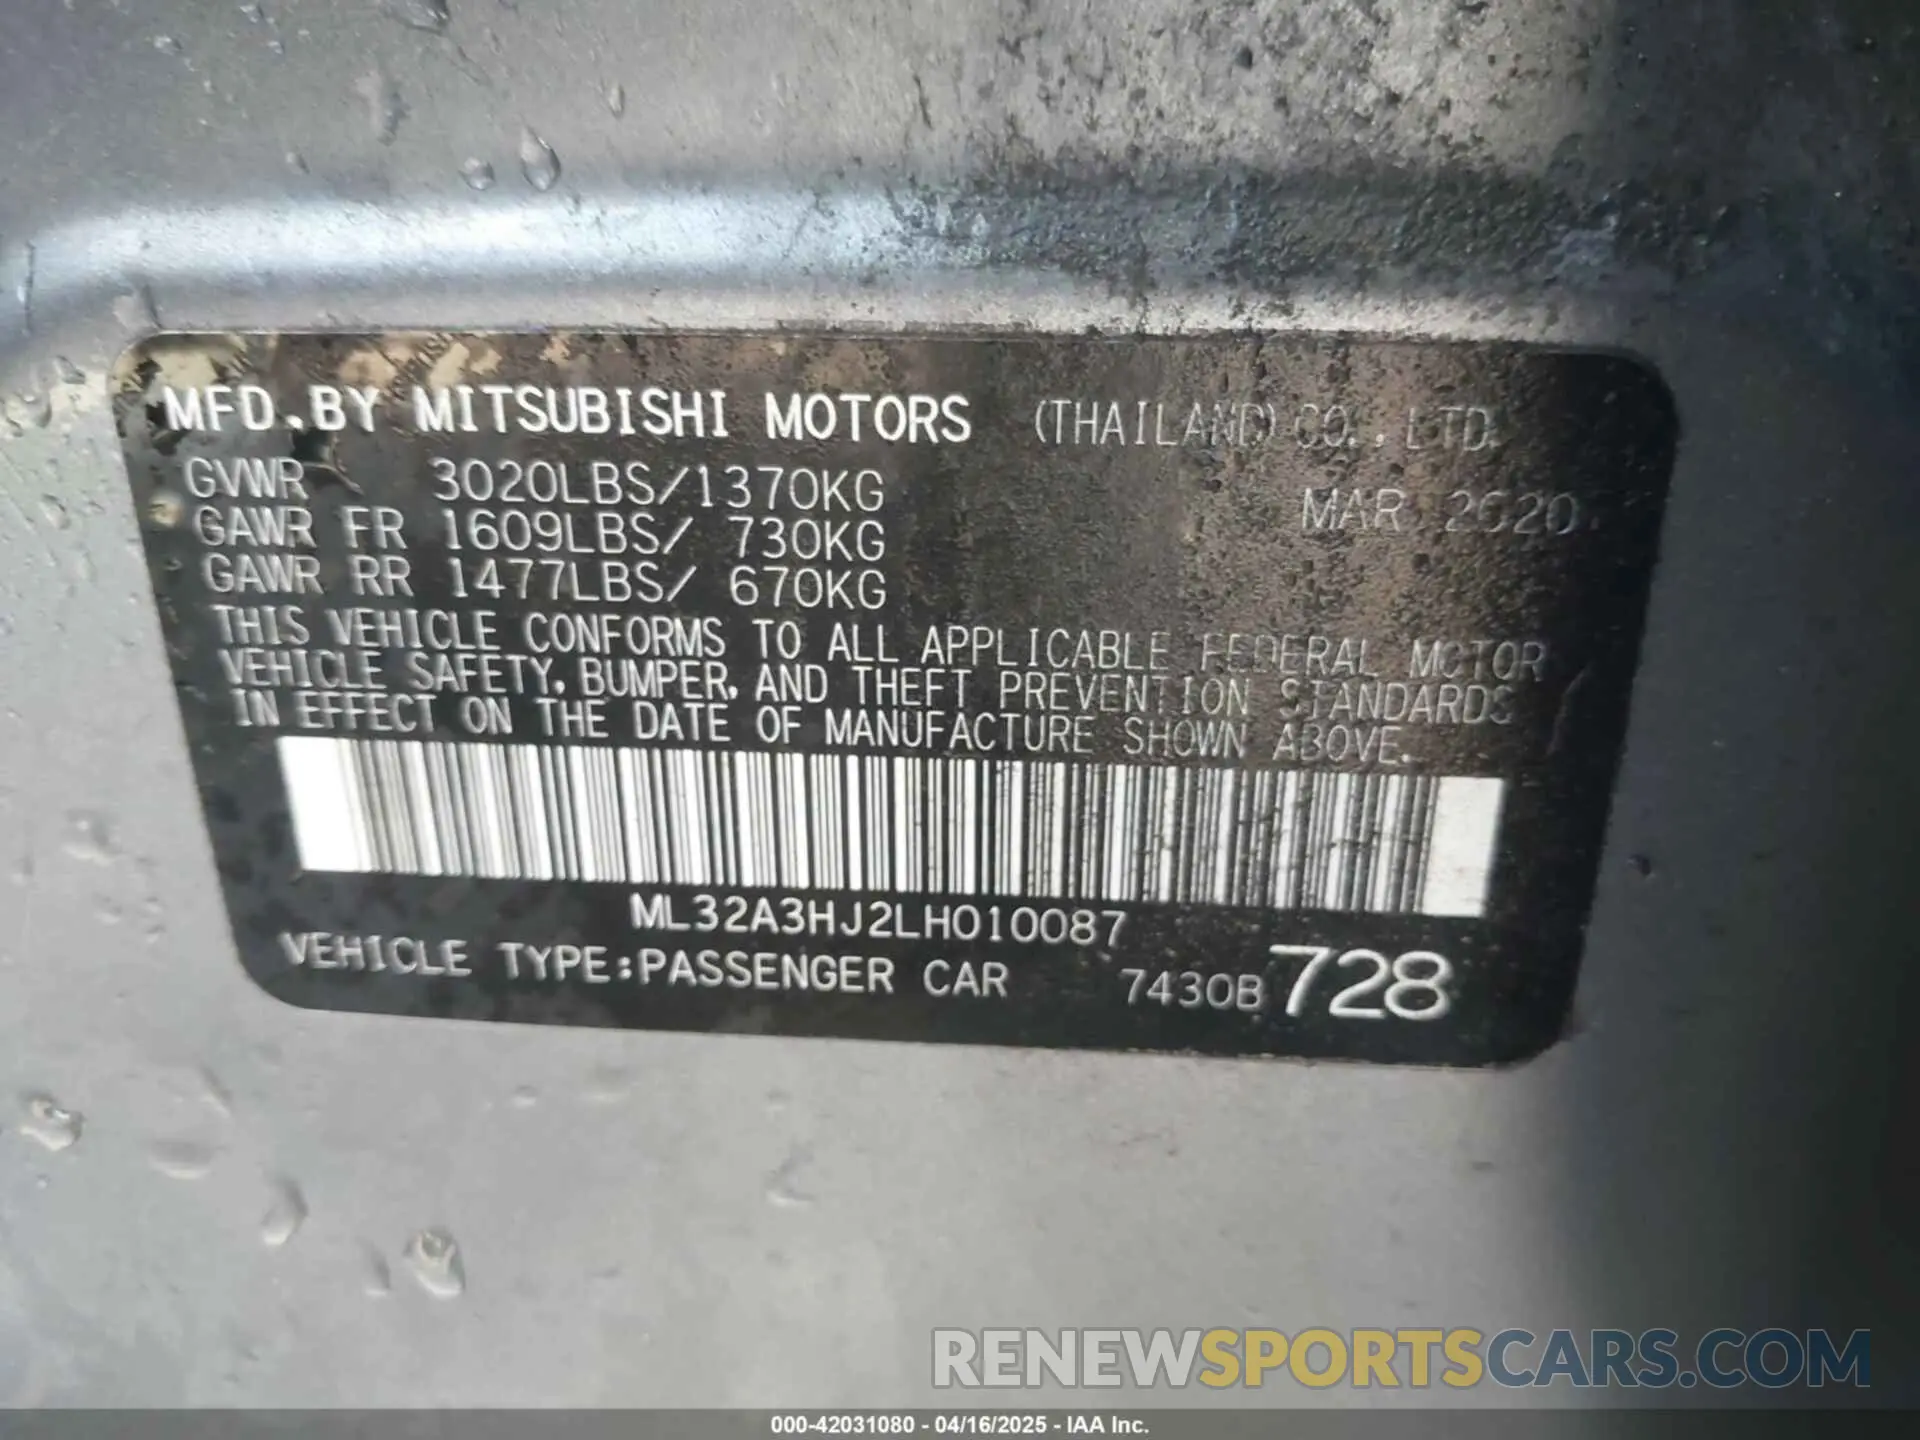 MFD.BY MITSUBISHI MOTORS (THAILAND) CO., LTD.
GVWR 3020LBS/1370KG MAR 2020
GAWR FR 1609LBS/ 730KG
GAWR RR 1477LBS/ 670KG
THIS VEHICLE CONFORMS TO ALL APPLICABLE FEDERAL MOTOR
VEHICLE SAFETY, BUMPER, AND THEFT PREVENTION STANDARDS
IN EFFECT ON THE DATE OF MANUFACTURE SHOWN ABOVE.
ML32A3HJ2LH010087
VEHICLE TYPE:PASSENGER CAR 7430B 728
RENEWSPORTSCARS.COM
000-42031080 - 04/16/2025 - IAA Inc.